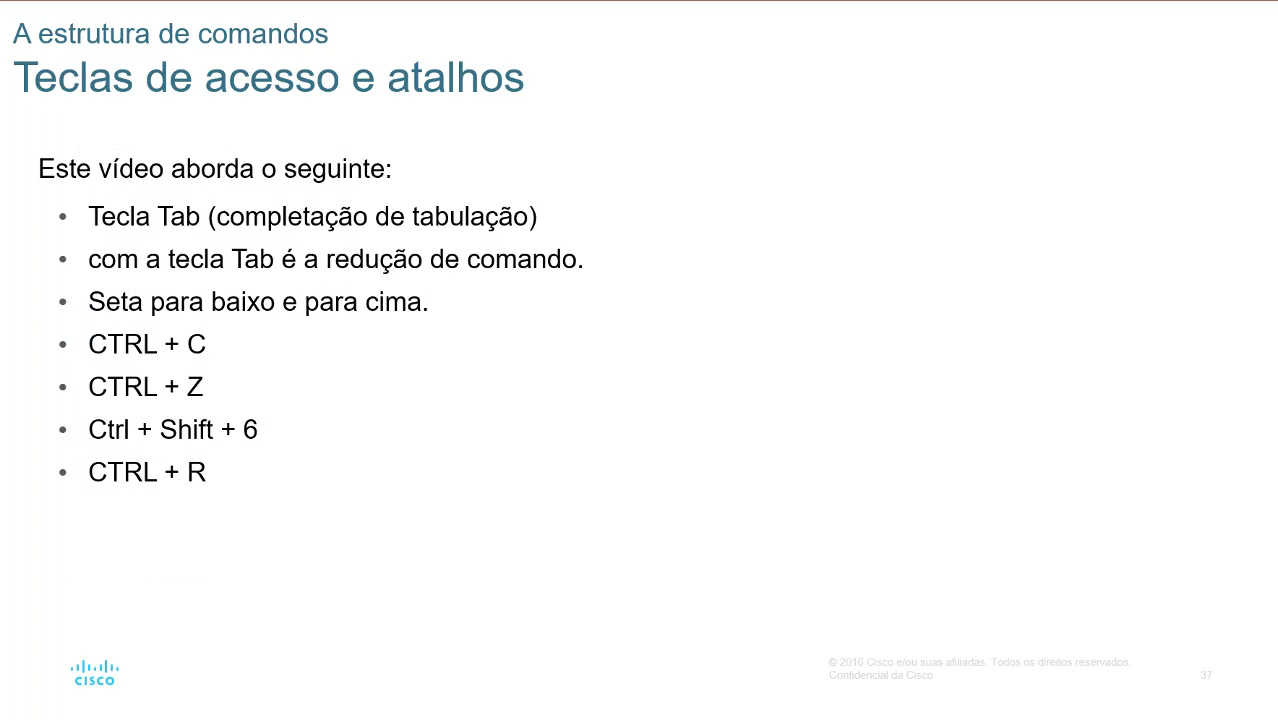 A estrutura de comandos
Teclas de acesso e atalhos
Este vídeo aborda o seguinte:
• Tecla Tab (completação de tabulação)
• com a tecla Tab é a redução de comando.
• Seta para baixo e para cima.
• CTRL + C
• CTRL + Z
• Ctrl + Shift + 6
• CTRL + R
CISCO
© 2016 Cisco e/ou suas afiliadas. Todos os direitos reservados.
Confidencial da Cisco
37